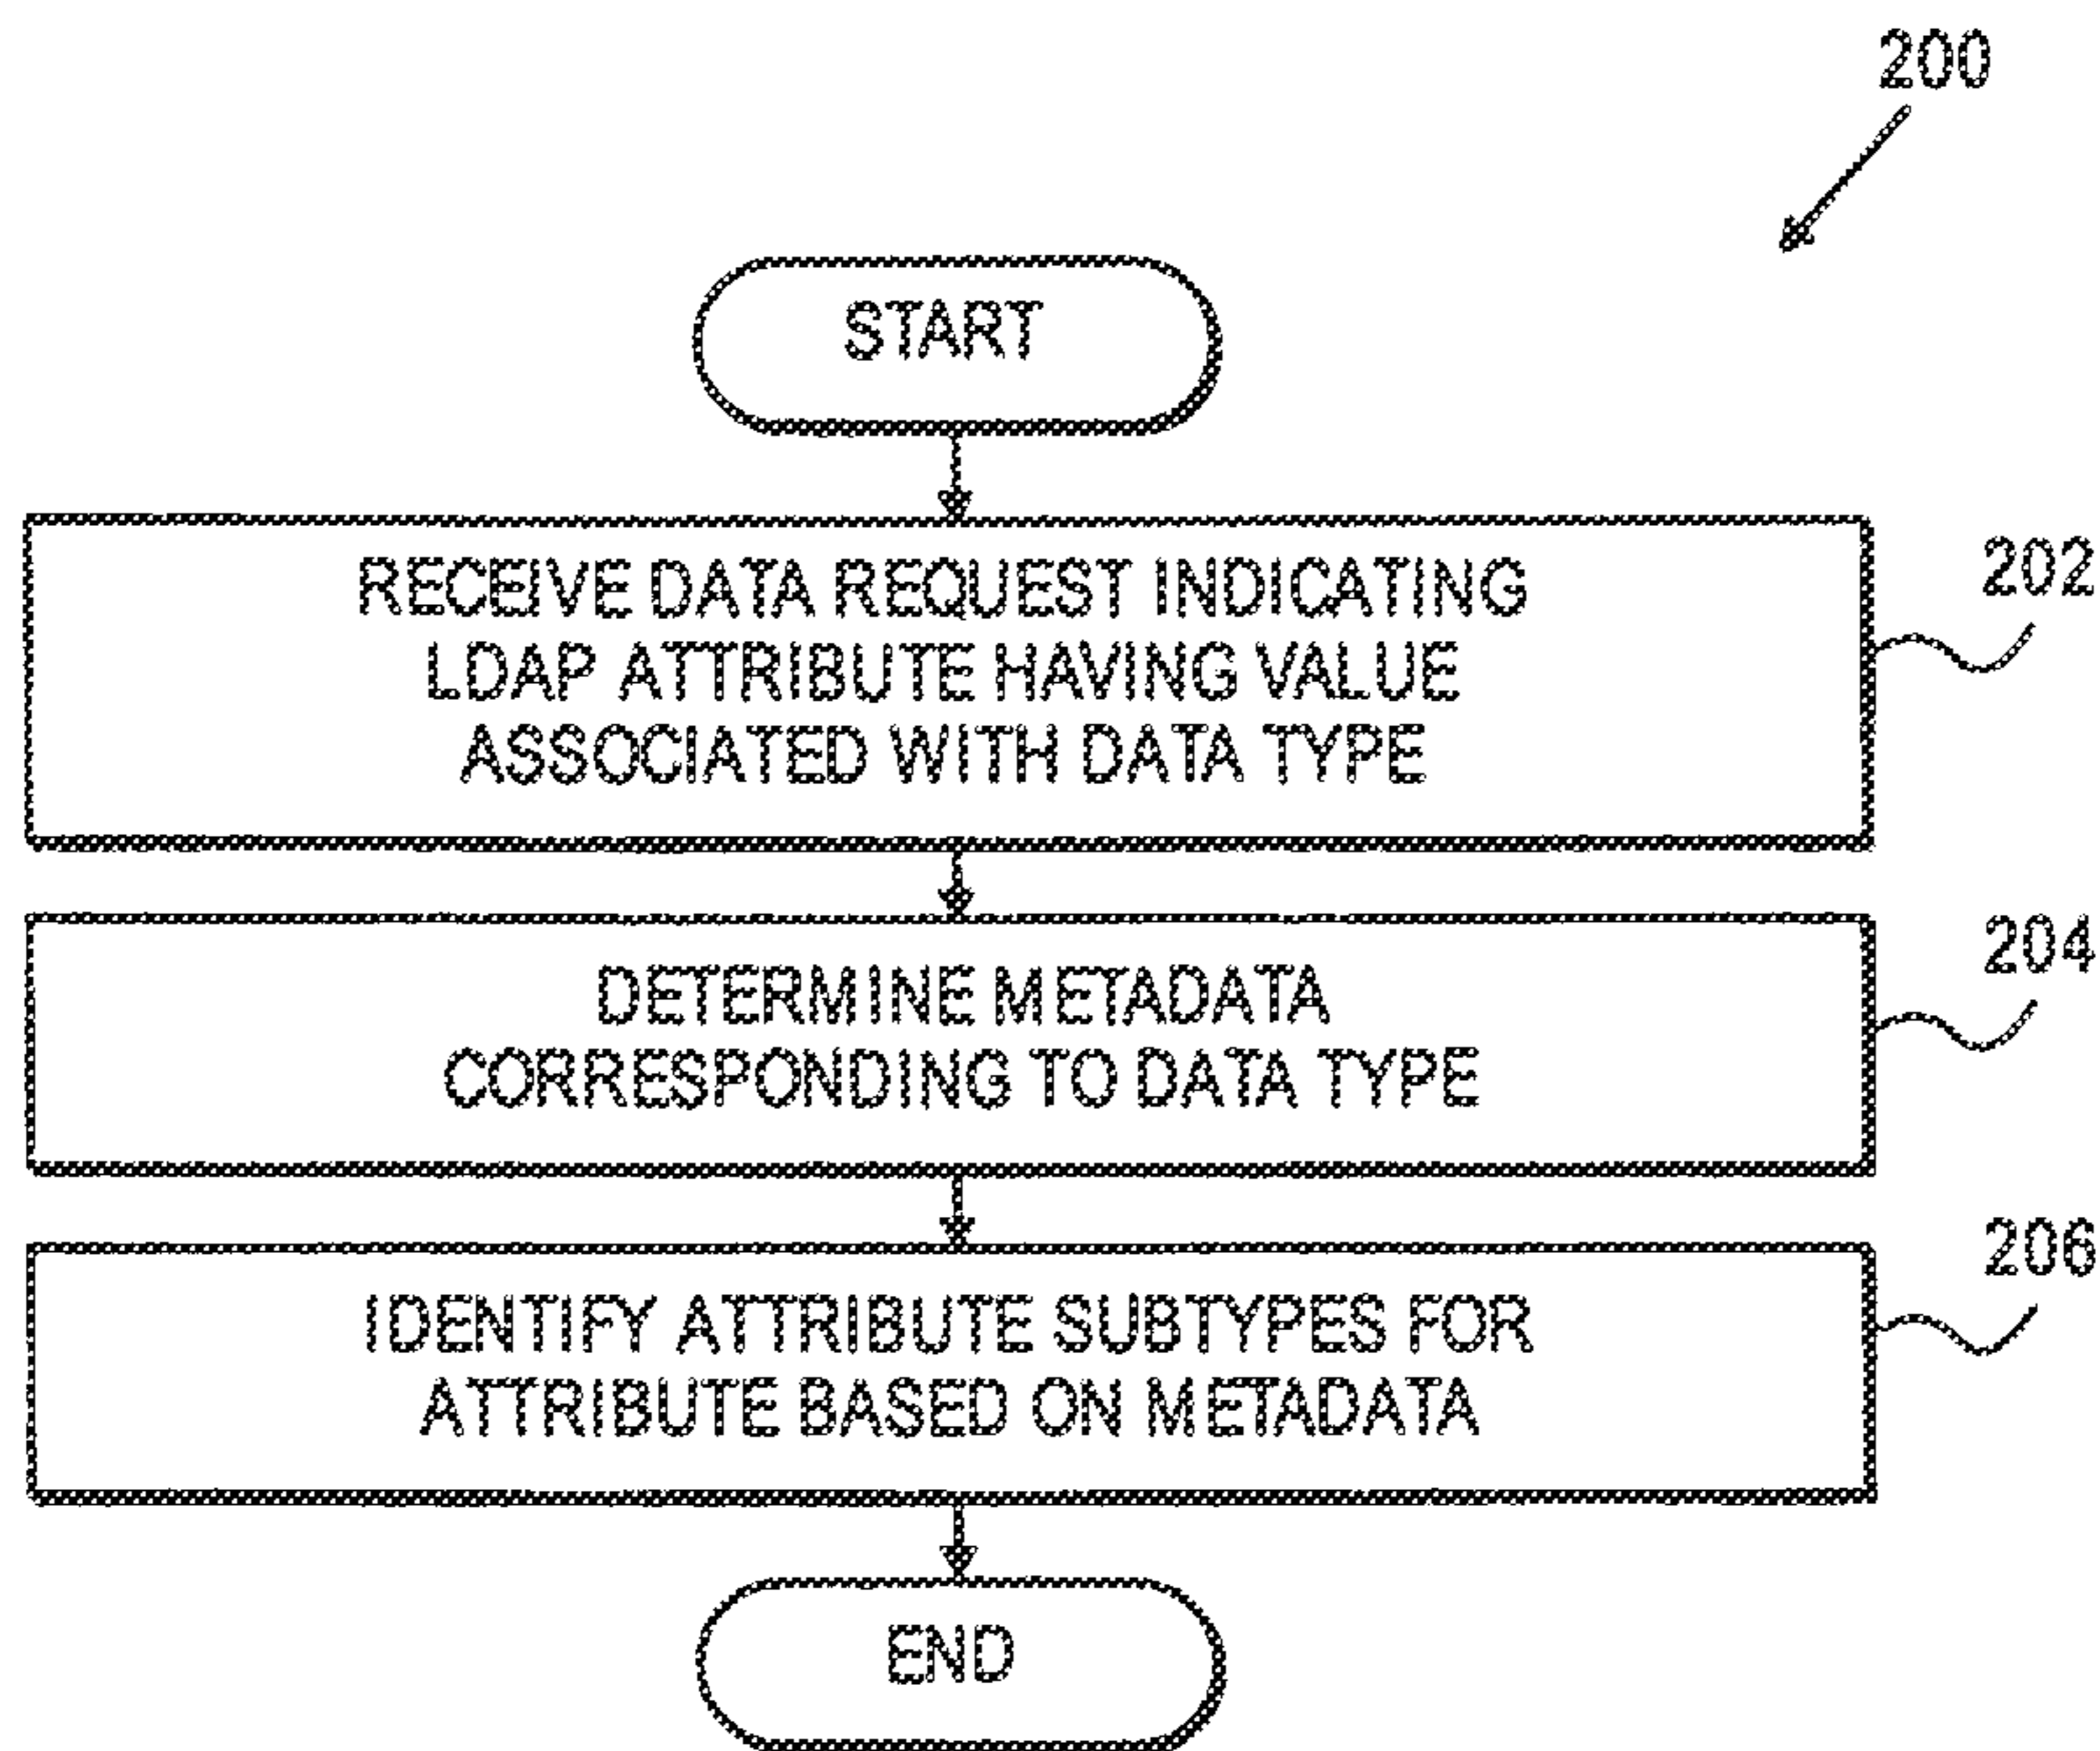 200
START
RECEIVE DATA REQUEST INDICATING
LDAP ATTRIBUTE HAVING VALUE
ASSOCIATED WITH DATA TYPE
202
DETERMINE METADATA
CORRESPONDING TO DATA TYPE
204
IDENTIFY ATTRIBUTE SUBTYPES FOR
ATTRIBUTE BASED ON METADATA
206
END